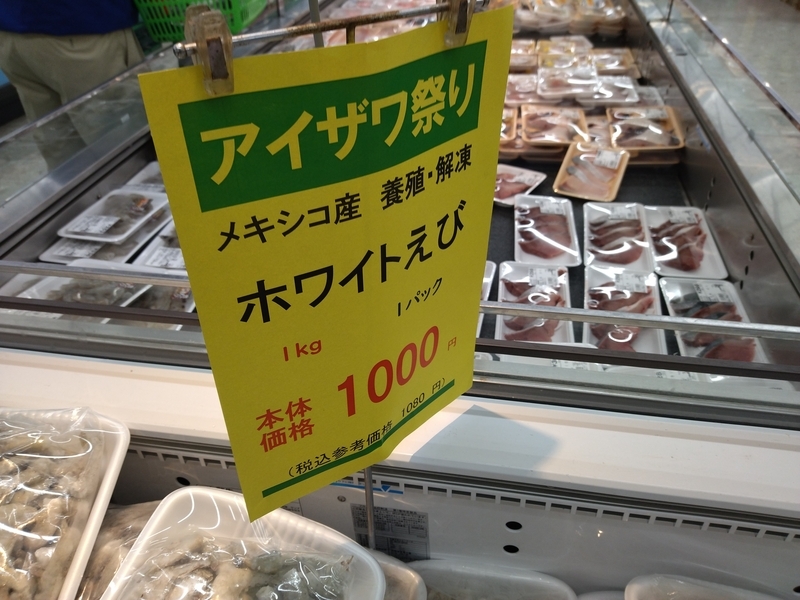 アイザワ祭り
メキシコ産 養殖・解凍
ホワイトえび
1kg 1パック
本体価格 1000円
(税込参考価格 1080 円)